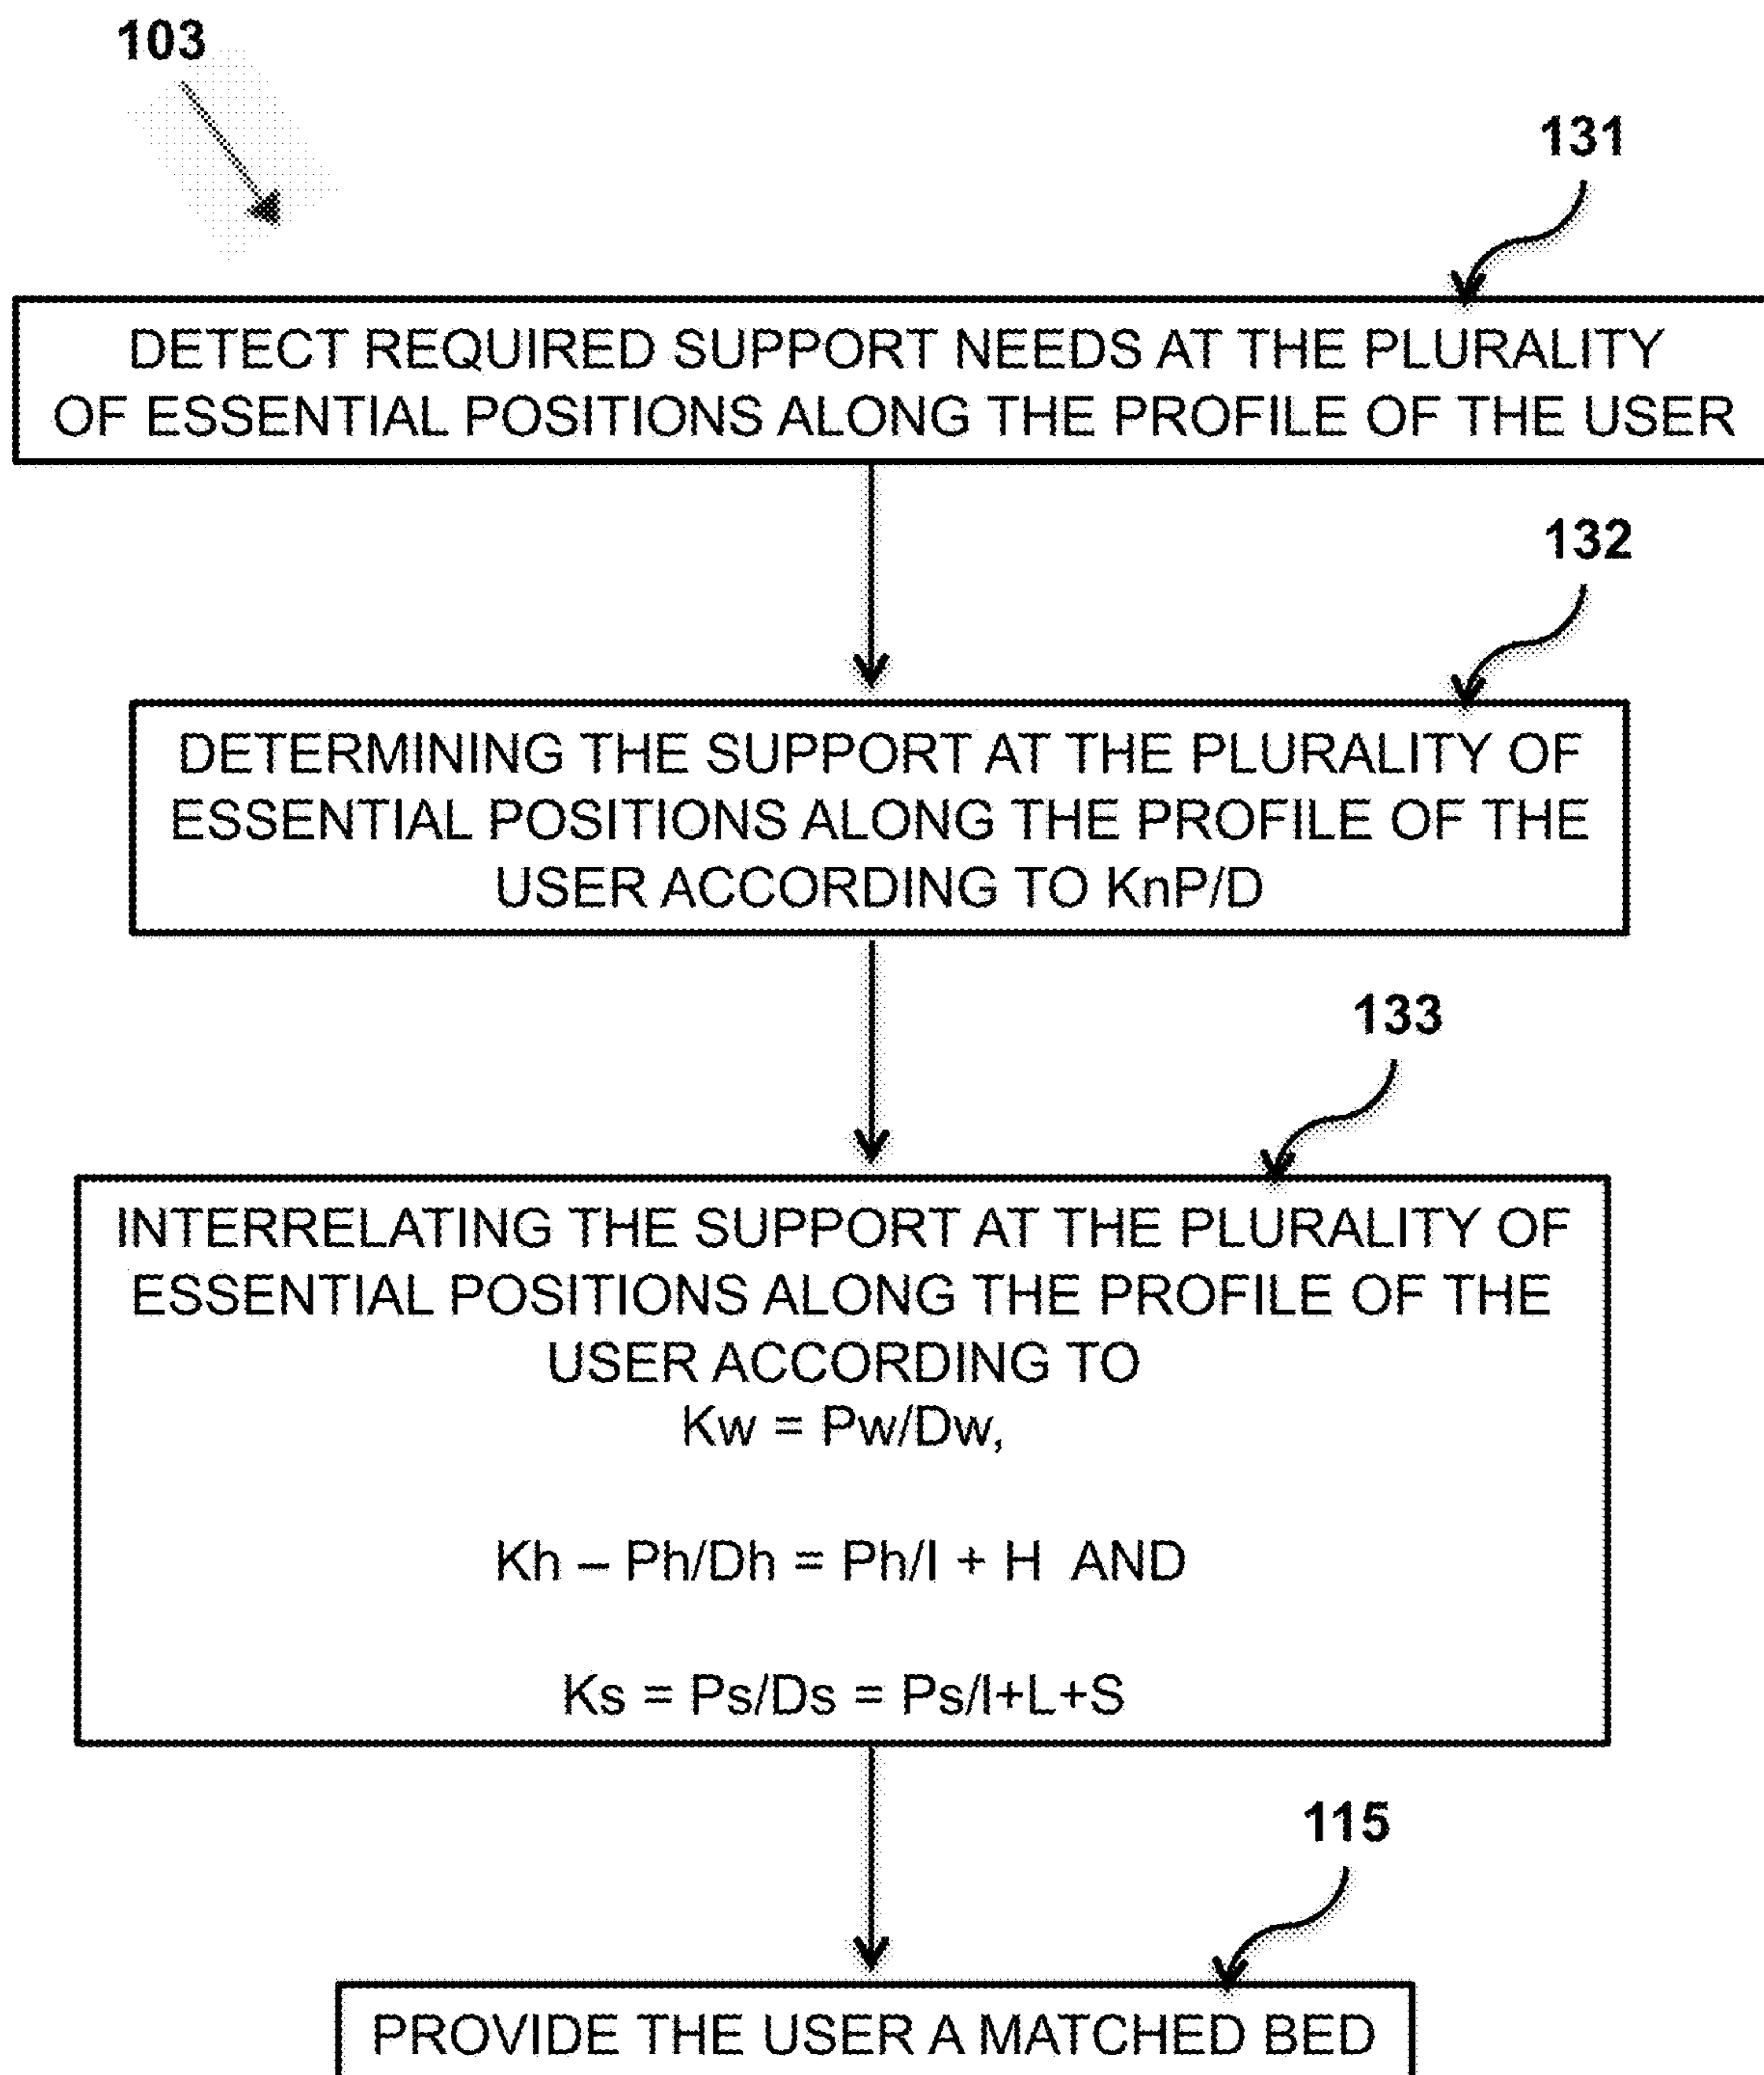 103
131
DETECT REQUIRED SUPPORT NEEDS AT THE PLURALITY
OF ESSENTIAL POSITIONS ALONG THE PROFILE OF THE USER
132
DETERMINING THE SUPPORT AT THE PLURALITY OF
ESSENTIAL POSITIONS ALONG THE PROFILE OF THE
USER ACCORDING TO KnP/D
133
INTERRELATING THE SUPPORT AT THE PLURALITY OF
ESSENTIAL POSITIONS ALONG THE PROFILE OF THE
USER ACCORDING TO
Kw = Pw/Dw,
Kh – Ph/Dh = Ph/I + H AND
Ks = Ps/Ds = Ps/I+L+S
115
PROVIDE THE USER A MATCHED BED